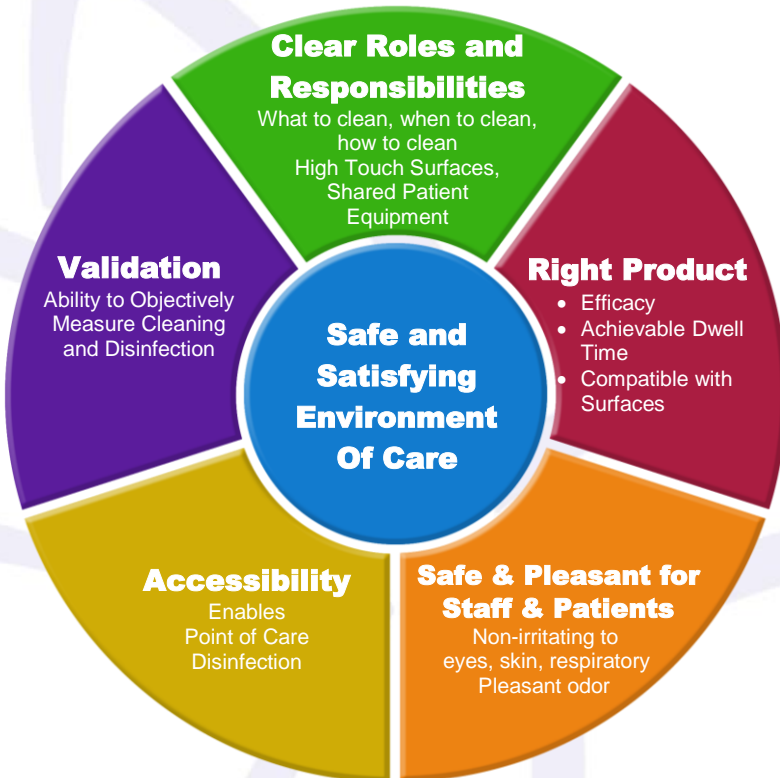 Clear Roles and
Responsibilities
What to clean, when to clean,
how to clean
High Touch Surfaces,
Shared Patient
Equipment
Right Product
• Efficacy
• Achievable Dwell
Time
• Compatible with
Surfaces
Safe & Pleasant for
Staff & Patients
Non-irritating to
eyes, skin, respiratory
Pleasant odor
Accessibility
Enables
Point of Care
Disinfection
Validation
Ability to Objectively
Measure Cleaning
and Disinfection
Safe and
Satisfying
Environment
Of Care